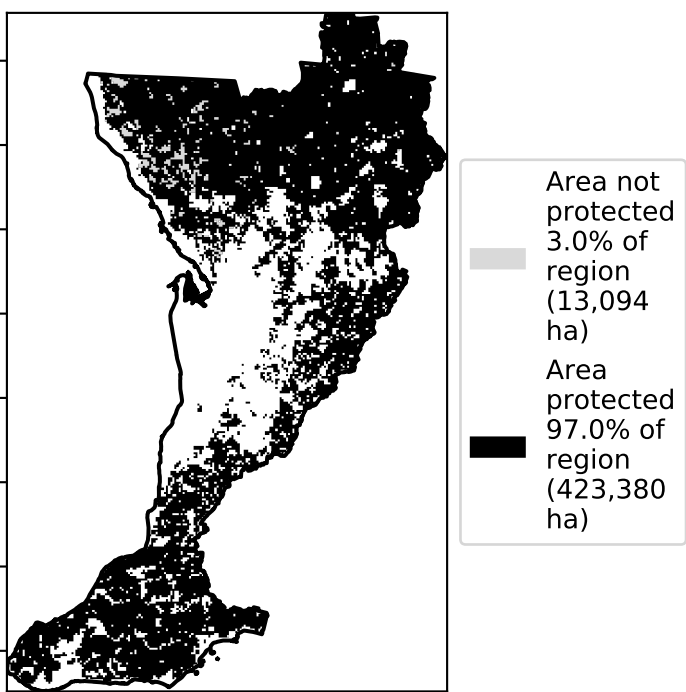 Area not
protected
3.0% of
region
(13,094
ha)
Area
protected
97.0% of
region
(423,380
ha)